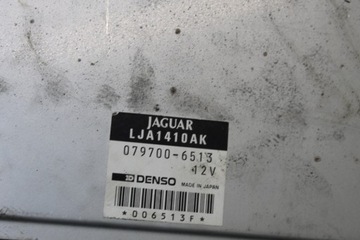 JAGUAR
LJA1410AK
079700-6513
12V
DENSO MADE IN JAPAN
*006513F*